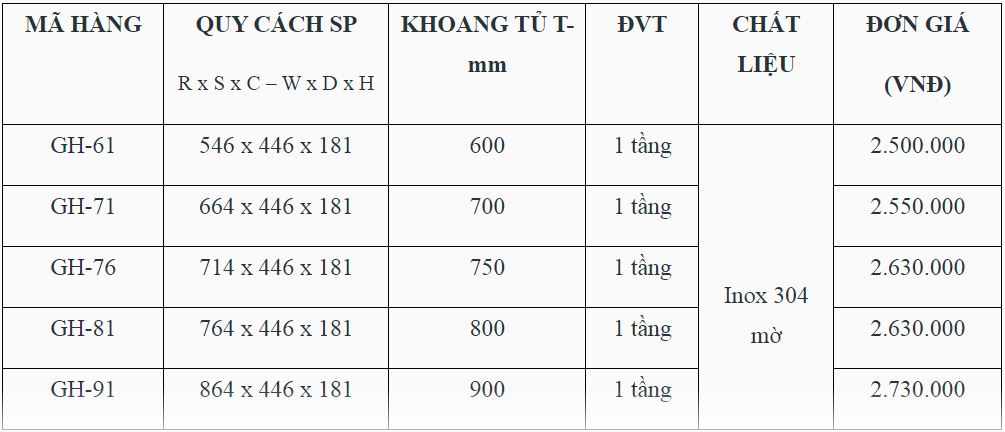 MÃ HÀNG QUY CÁCH SP KHOANG TỦ T- ĐVT CHẤT ĐƠN GIÁ
R x S x C – W x D x H mm LIỆU (VNĐ)
GH-61 546 x 446 x 181 600 1 tầng 2.500.000
GH-71 664 x 446 x 181 700 1 tầng 2.550.000
GH-76 714 x 446 x 181 750 1 tầng 2.630.000
Inox 304
mờ
GH-81 764 x 446 x 181 800 1 tầng 2.630.000
GH-91 864 x 446 x 181 900 1 tầng 2.730.000